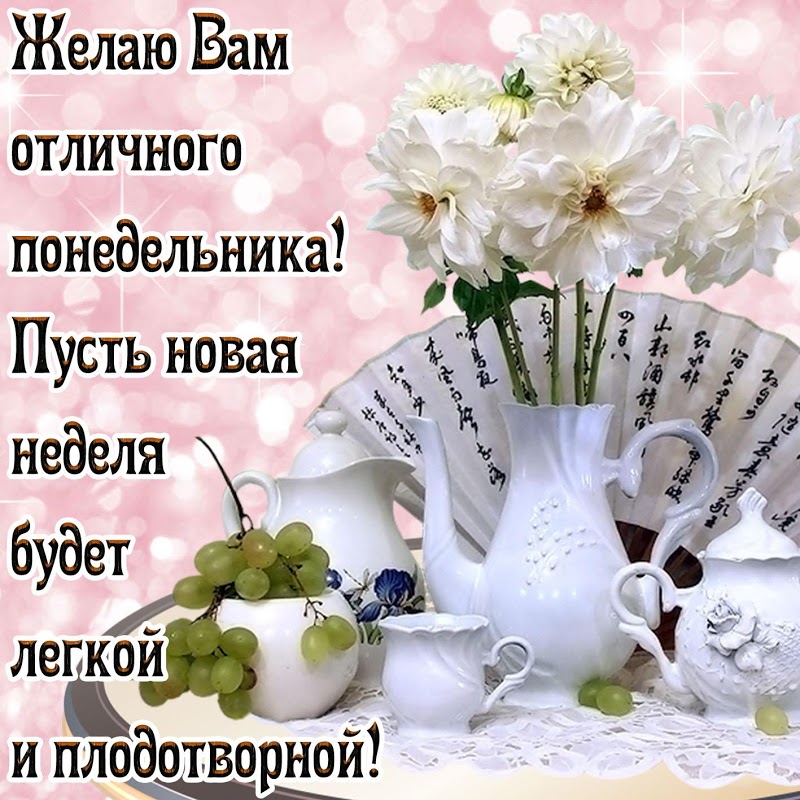 Желаю Вам
отличного
понедельника!
Пусть новая
неделя
будет
легкой
и плодотворной!